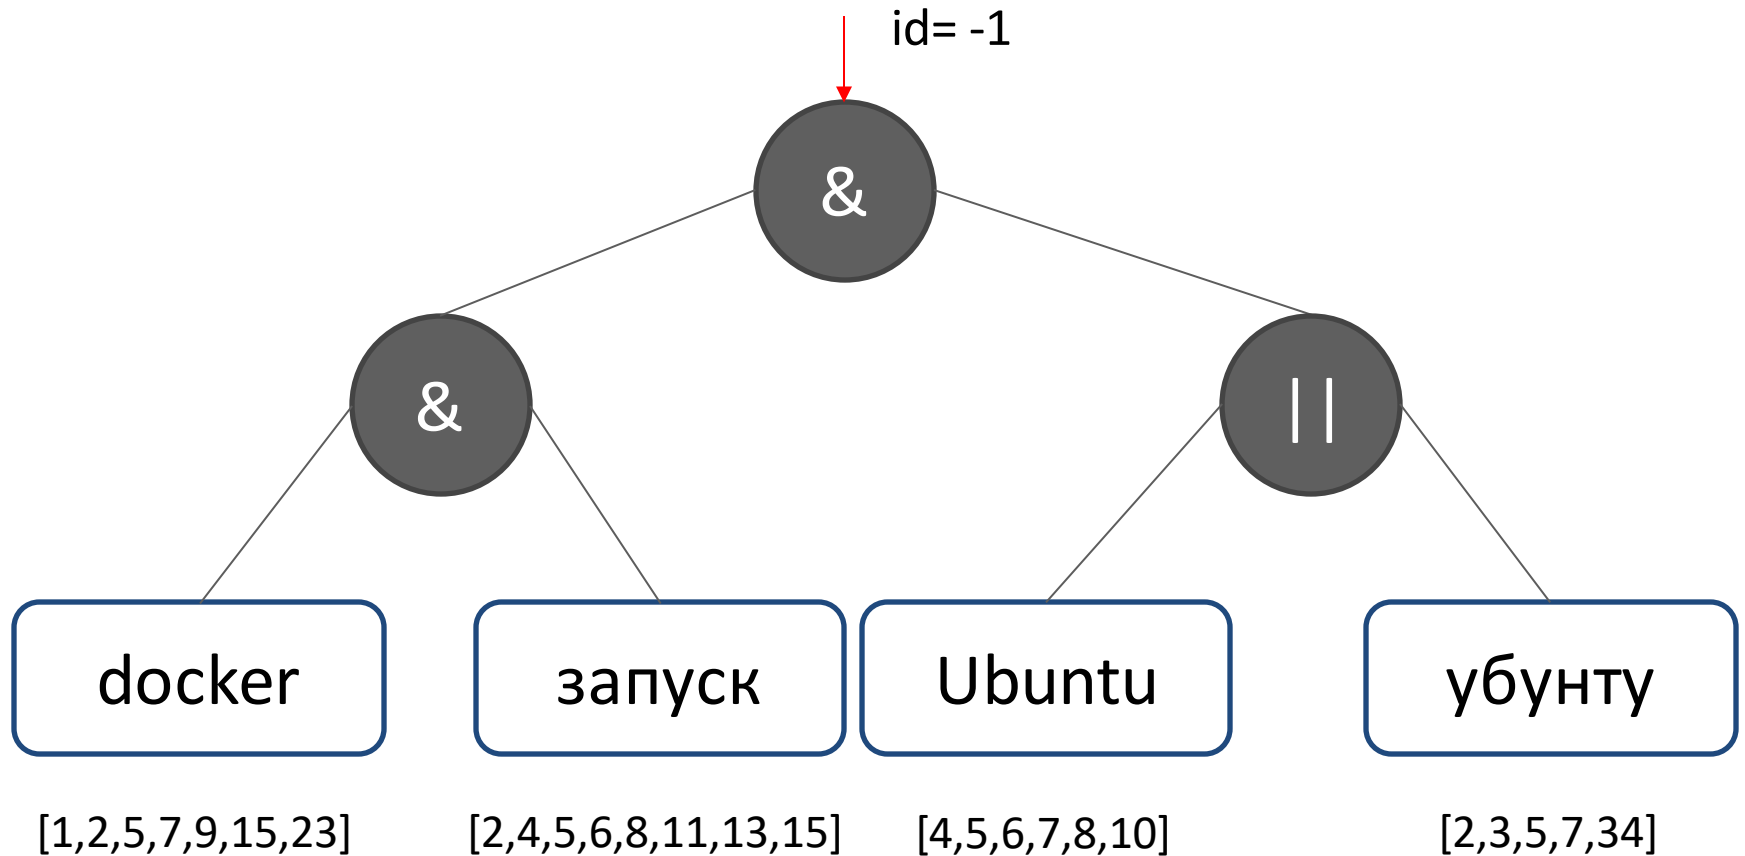 id= -1
&
&
||
docker
запуск
Ubuntu
убунту
[1,2,5,7,9,15,23]
[2,4,5,6,8,11,13,15]
[4,5,6,7,8,10]
[2,3,5,7,34]